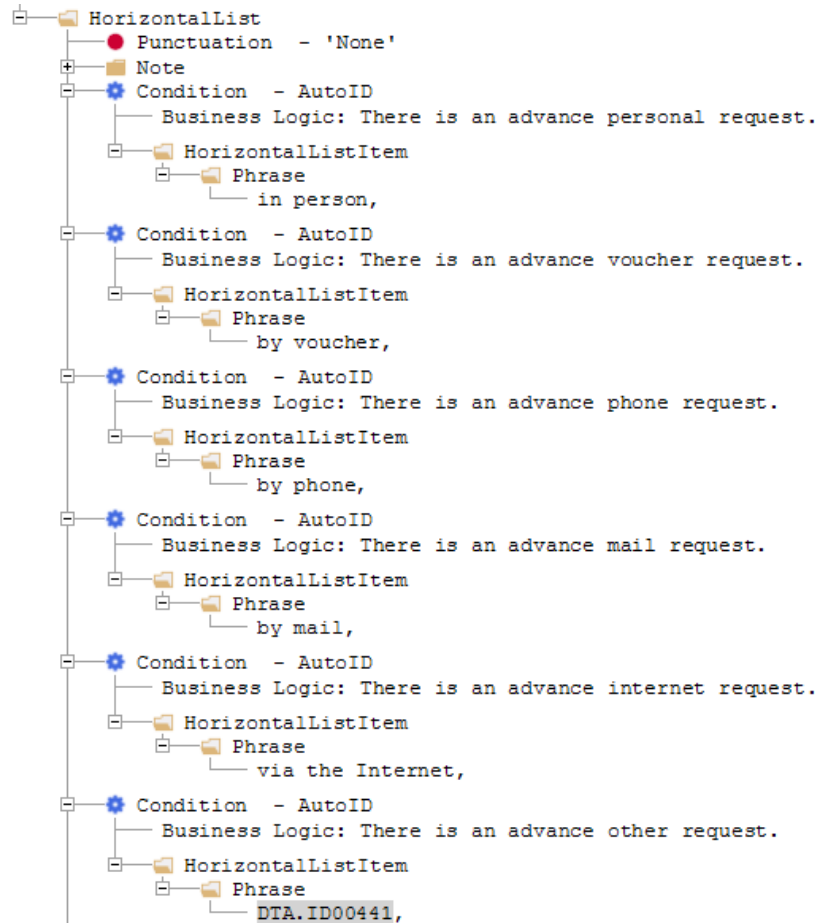 HorizontalList
Punctuation - 'None'
Note
Condition - AutoID
Business Logic: There is an advance personal request.
HorizontalListItem
Phrase
in person,
Condition - AutoID
Business Logic: There is an advance voucher request.
HorizontalListItem
Phrase
by voucher,
Condition - AutoID
Business Logic: There is an advance phone request.
HorizontalListItem
Phrase
by phone,
Condition - AutoID
Business Logic: There is an advance mail request.
HorizontalListItem
Phrase
by mail,
Condition - AutoID
Business Logic: There is an advance internet request.
HorizontalListItem
Phrase
via the Internet,
Condition - AutoID
Business Logic: There is an advance other request.
HorizontalListItem
Phrase
DTA.ID00441,